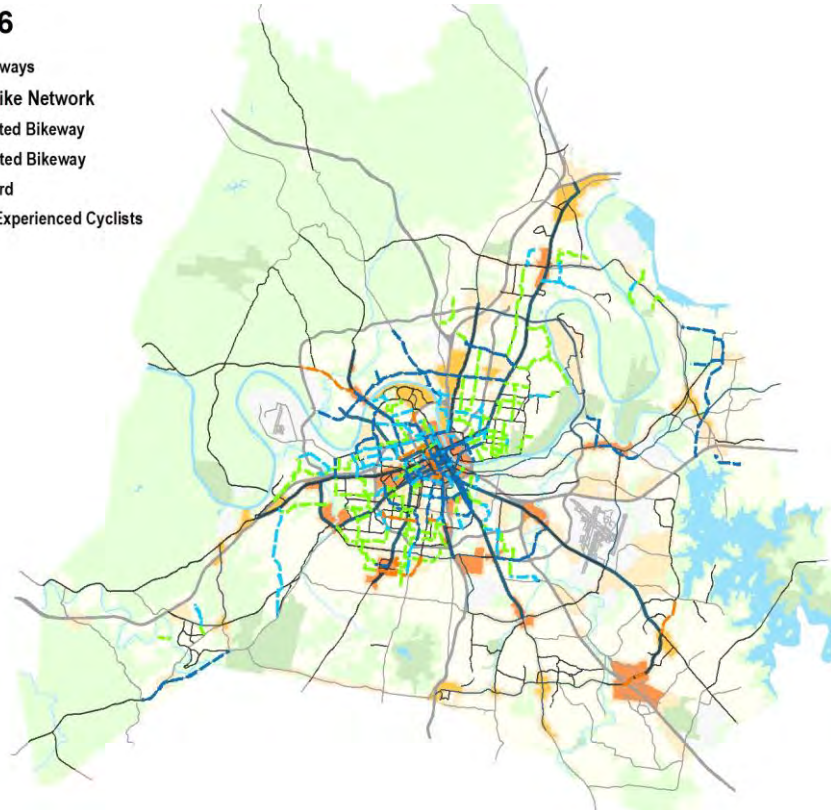 6
ways
ike Network
ted Bikeway
ted Bikeway
rd
Experienced Cyclists